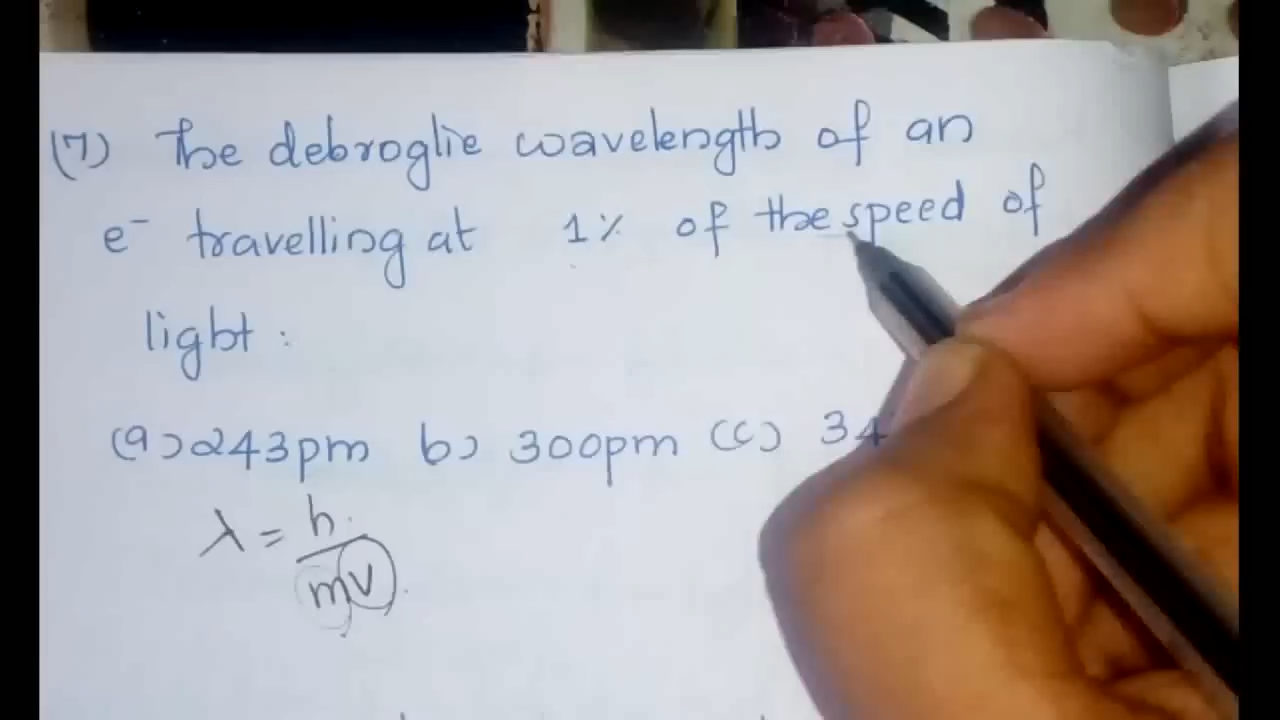 (7) The debroglie wavelength of an
e⁻ travelling at 1% of the speed of
light :
(a) 243pm b) 300pm (c) 34
λ = h
mv